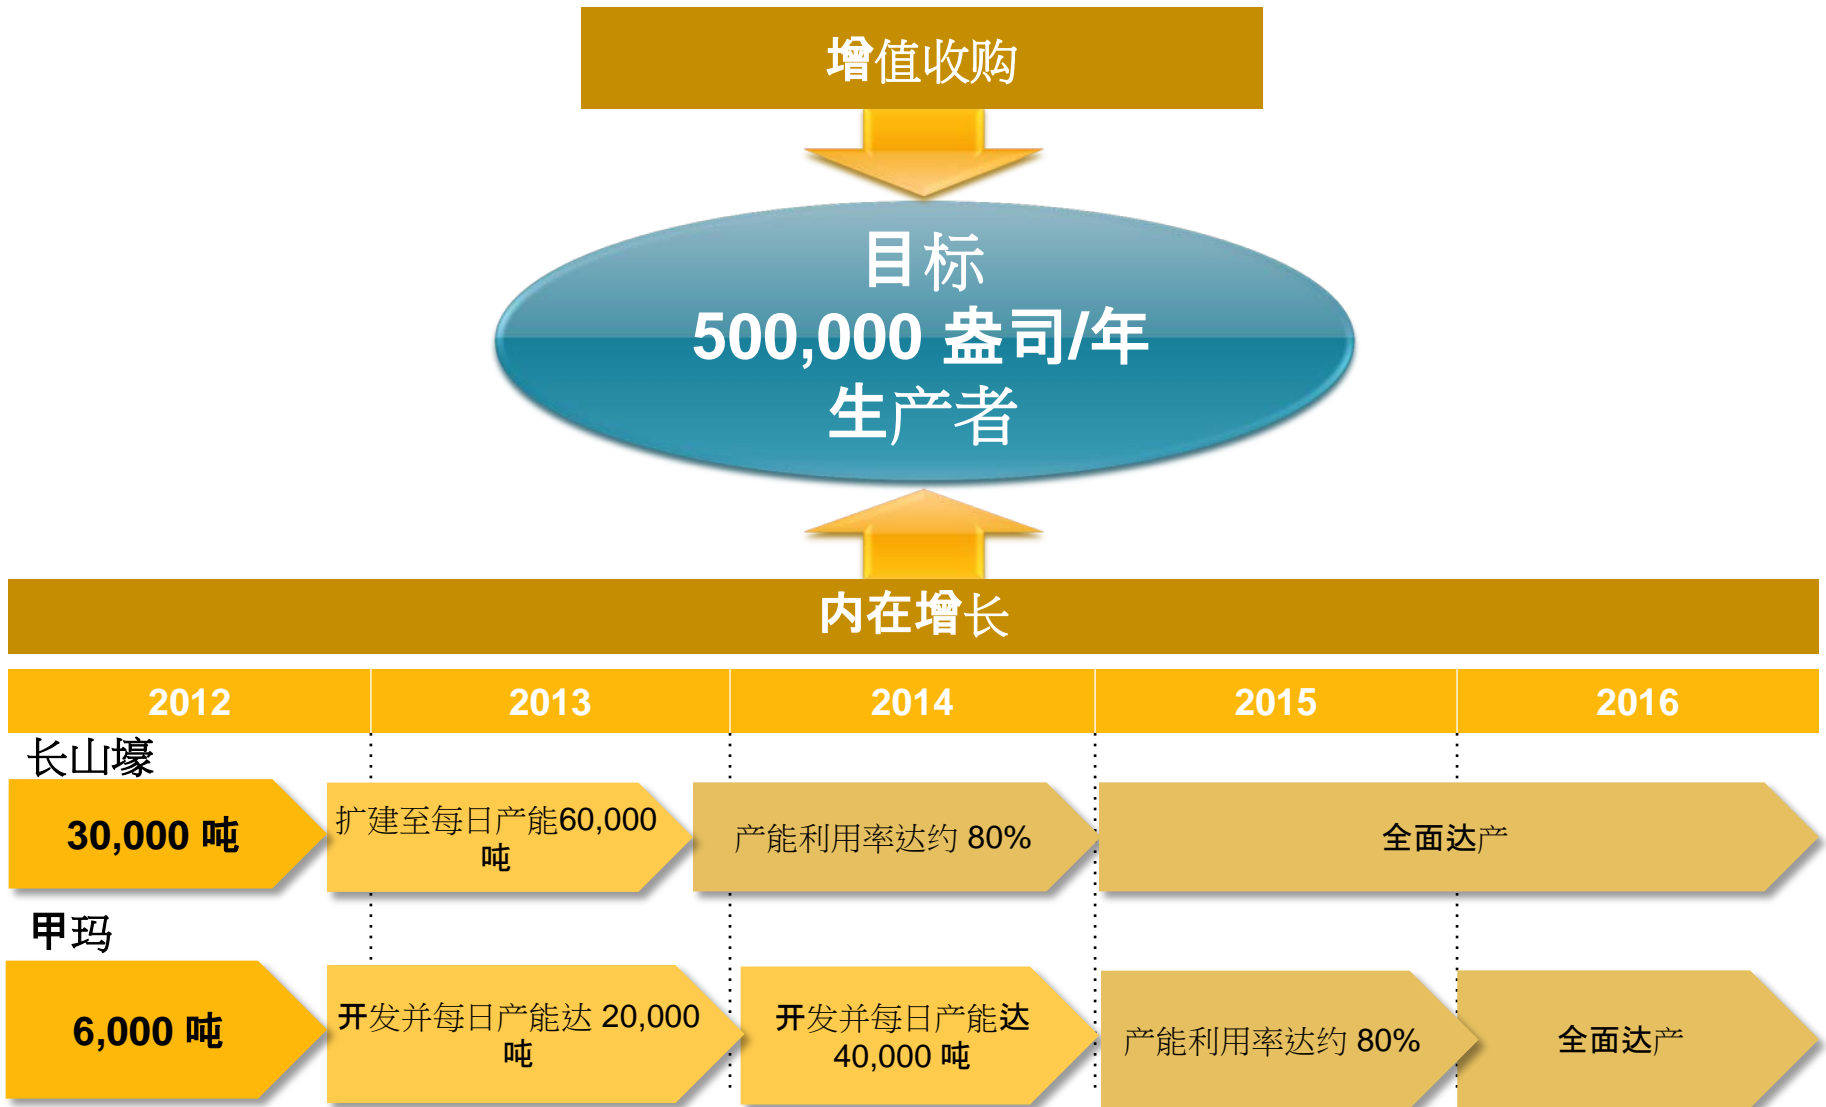 增值收购
目标
500,000 盎司/年
生产者
内在增长
2012 2013 2014 2015 2016
长山壕
30,000 吨
扩建至每日产能60,000
吨
产能利用率达约 80%
全面达产
甲玛
6,000 吨
开发并每日产能达 20,000
吨
开发并每日产能达
40,000 吨
产能利用率达约 80%
全面达产